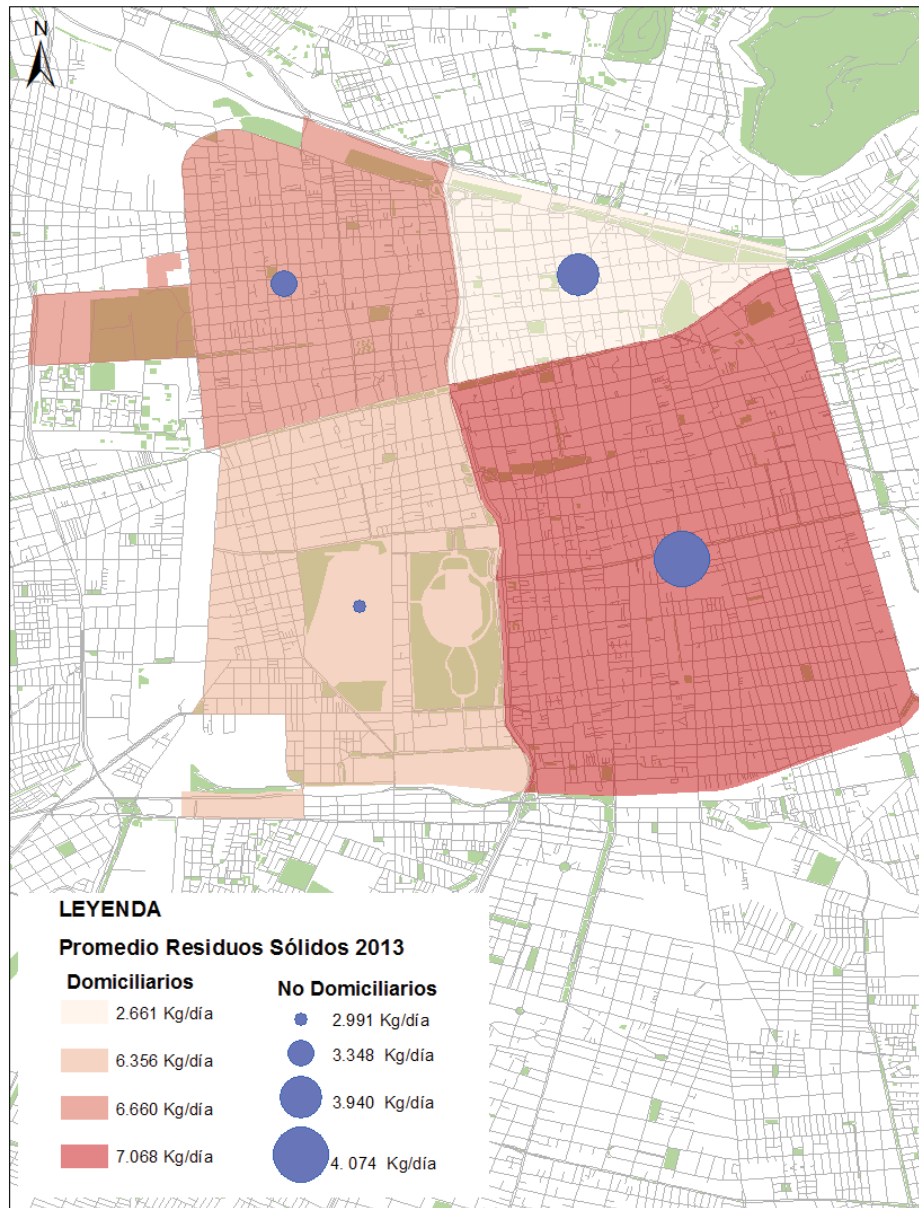 N
LEYENDA
Promedio Residuos Sólidos 2013
Domiciliarios
2.661 Kg/día
6.356 Kg/día
6.660 Kg/día
7.068 Kg/día
No Domiciliarios
2.991 Kg/día
3.348 Kg/día
3.940 Kg/día
4. 074 Kg/día